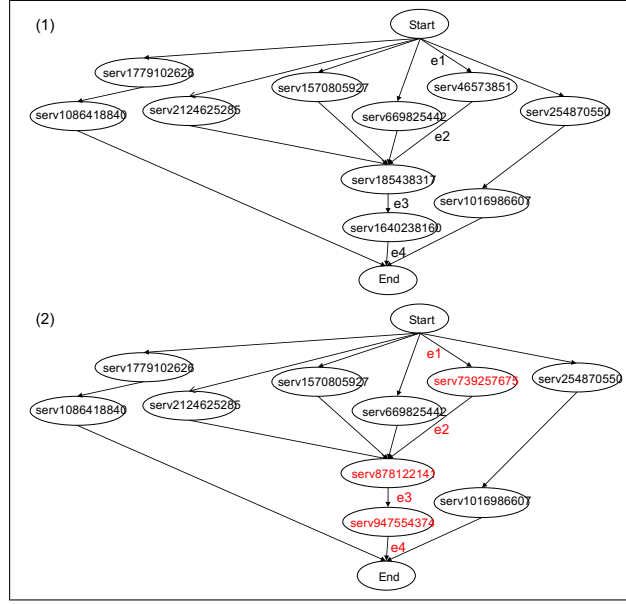 (1)
Start
e1
serv1779102626
serv1570805927
serv46573851
serv2124625285
serv1086418840
serv669825442
serv254870550
e2
serv185438317
e3
serv1016986607
serv1640238160
e4
End
(2)
Start
e1
serv1779102626
serv1570805927
serv739257675
serv254870550
serv1086418840
serv2124625285
serv669825442
e2
serv878122141
e3
serv1016986607
serv947554374
e4
End